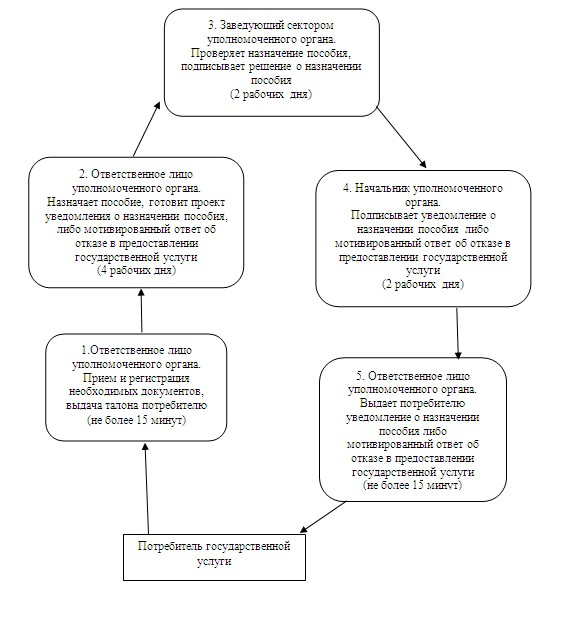 3. Заведующий сектором
уполномоченного органа.
Проверяет назначение пособия,
подписывает решение о назначении
пособия
(2 рабочих дня)
2. Ответственное лицо
уполномоченного органа.
Назначает пособие, готовит проект
уведомления о назначении пособия,
либо мотивированный ответ об
отказе в предоставлении
государственной услуги
(4 рабочих дня)
4. Начальник уполномоченного
органа.
Подписывает уведомление о
назначении пособия либо
мотивированный ответ об отказе в
предоставлении государственной
услуги
(2 рабочих дня)
1.Ответственное лицо
уполномоченного органа.
Прием и регистрация
необходимых документов,
выдача талона потребителю
(не более 15 минут)
5. Ответственное лицо
уполномоченного органа.
Выдает потребителю
уведомление о назначении
пособия либо
мотивированный ответ об
отказе в предоставлении
государственной услуги
(не более 15 минут)
Потребитель государственной
услуги